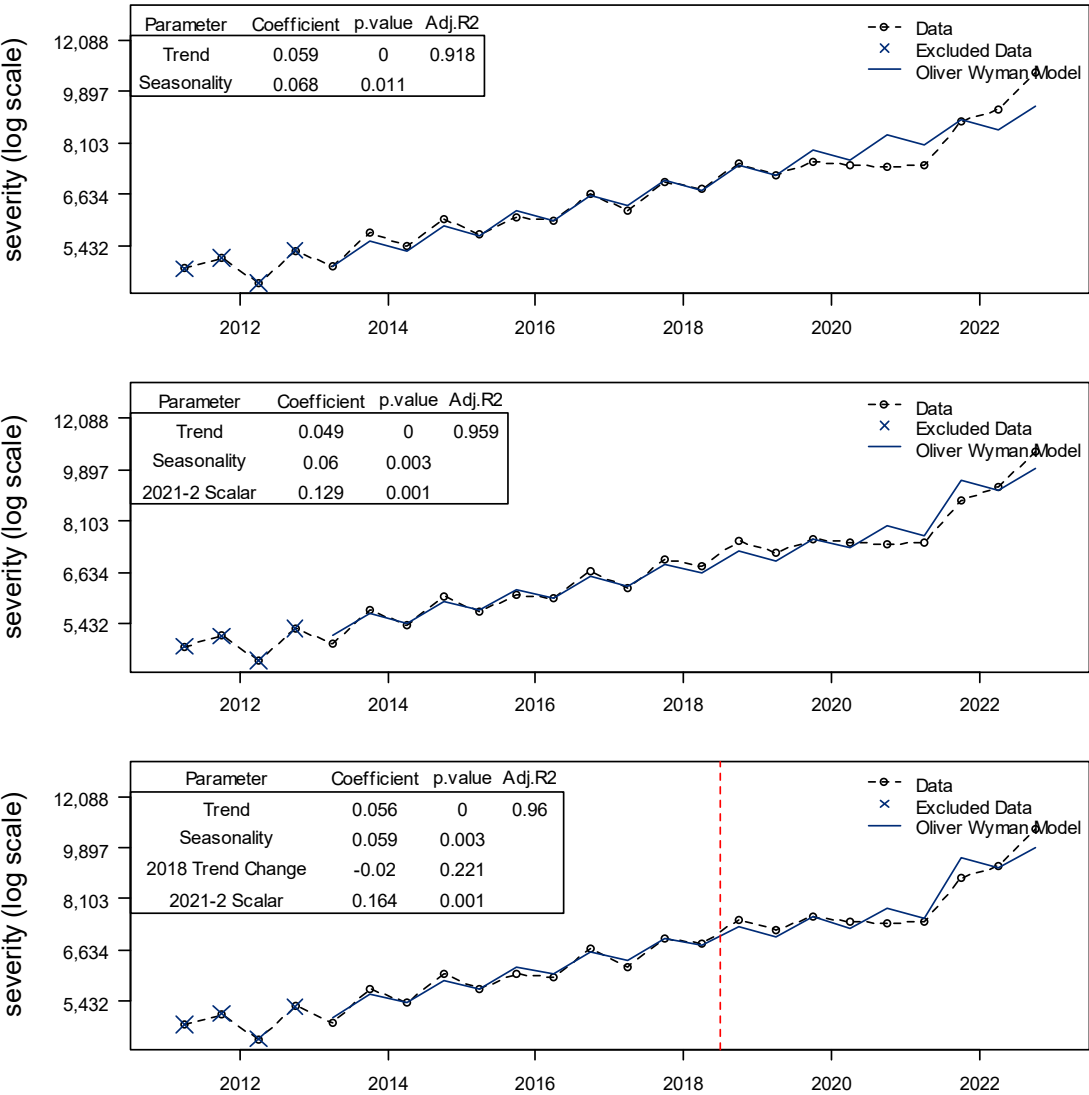 Parameter Coefficient p.value Adj.R2
Trend 0.059 0 0.918
Seasonality 0.068 0.011
Data
Excluded Data
Oliver Wyman Model
severity (log scale)
12,088
9,897
8,103
6,634
5,432
2012 2014 2016 2018 2020 2022
Parameter Coefficient p.value Adj.R2
Trend 0.049 0 0.959
Seasonality 0.06 0.003
2021-2 Scalar 0.129 0.001
Data
Excluded Data
Oliver Wyman Model
severity (log scale)
12,088
9,897
8,103
6,634
5,432
2012 2014 2016 2018 2020 2022
Parameter Coefficient p.value Adj.R2
Trend 0.056 0 0.96
Seasonality 0.059 0.003
2018 Trend Change -0.02 0.221
2021-2 Scalar 0.164 0.001
Data
Excluded Data
Oliver Wyman Model
severity (log scale)
12,088
9,897
8,103
6,634
5,432
2012 2014 2016 2018 2020 2022